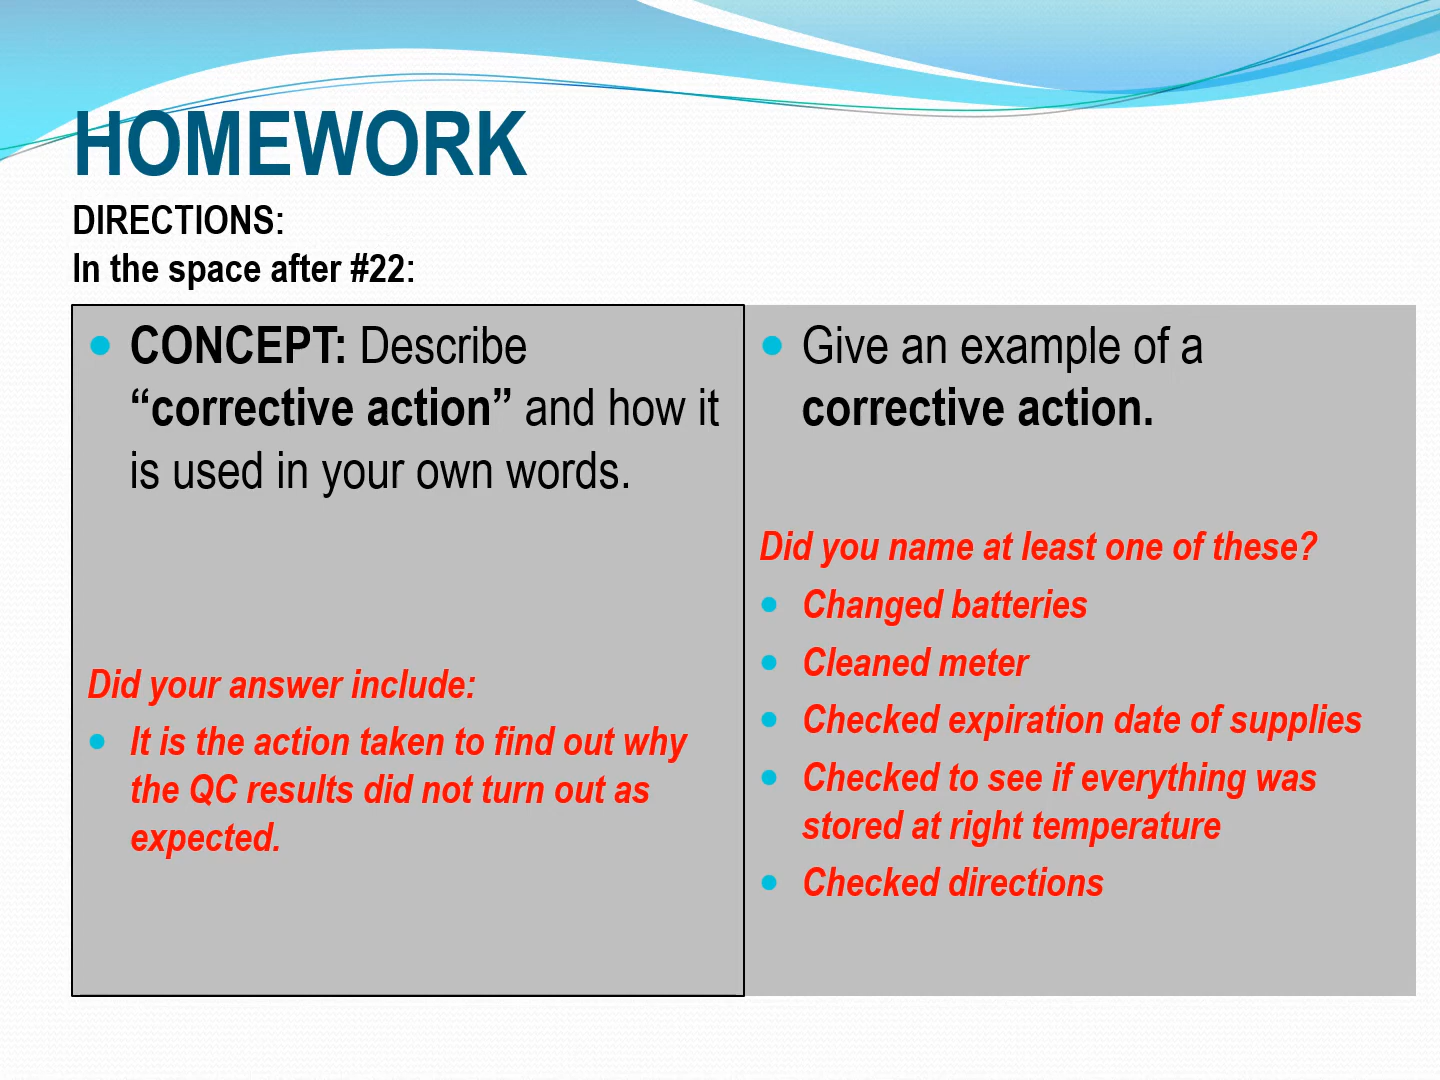 HOMEWORK
DIRECTIONS:
In the space after #22:
CONCEPT: Describe
“corrective action” and how it
is used in your own words.
Did your answer include:
It is the action taken to find out why
the QC results did not turn out as
expected.
Give an example of a
corrective action.
Did you name at least one of these?
Changed batteries
Cleaned meter
Checked expiration date of supplies
Checked to see if everything was
stored at right temperature
Checked directions